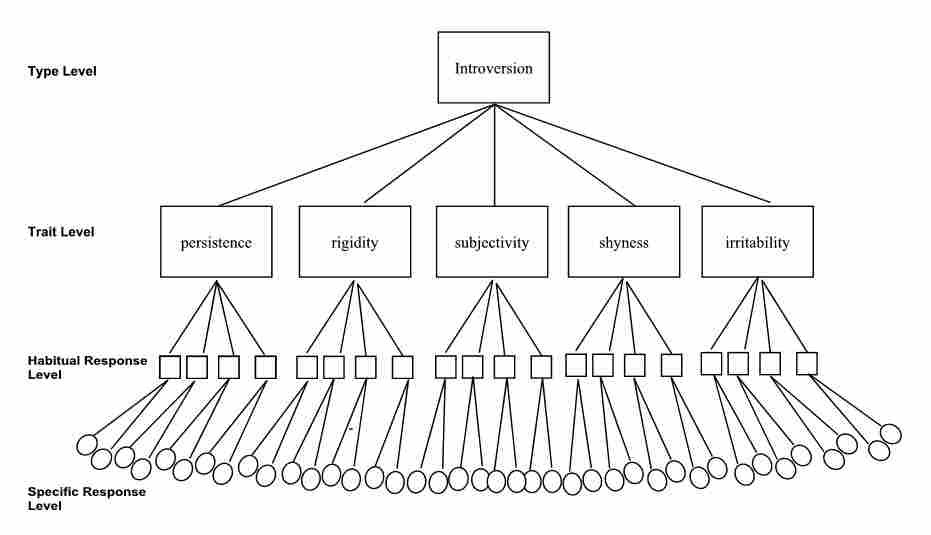 Type Level
Introversion
Trait Level
persistence
rigidity
subjectivity
shyness
irritability
Habitual Response
Level
Specific Response
Level